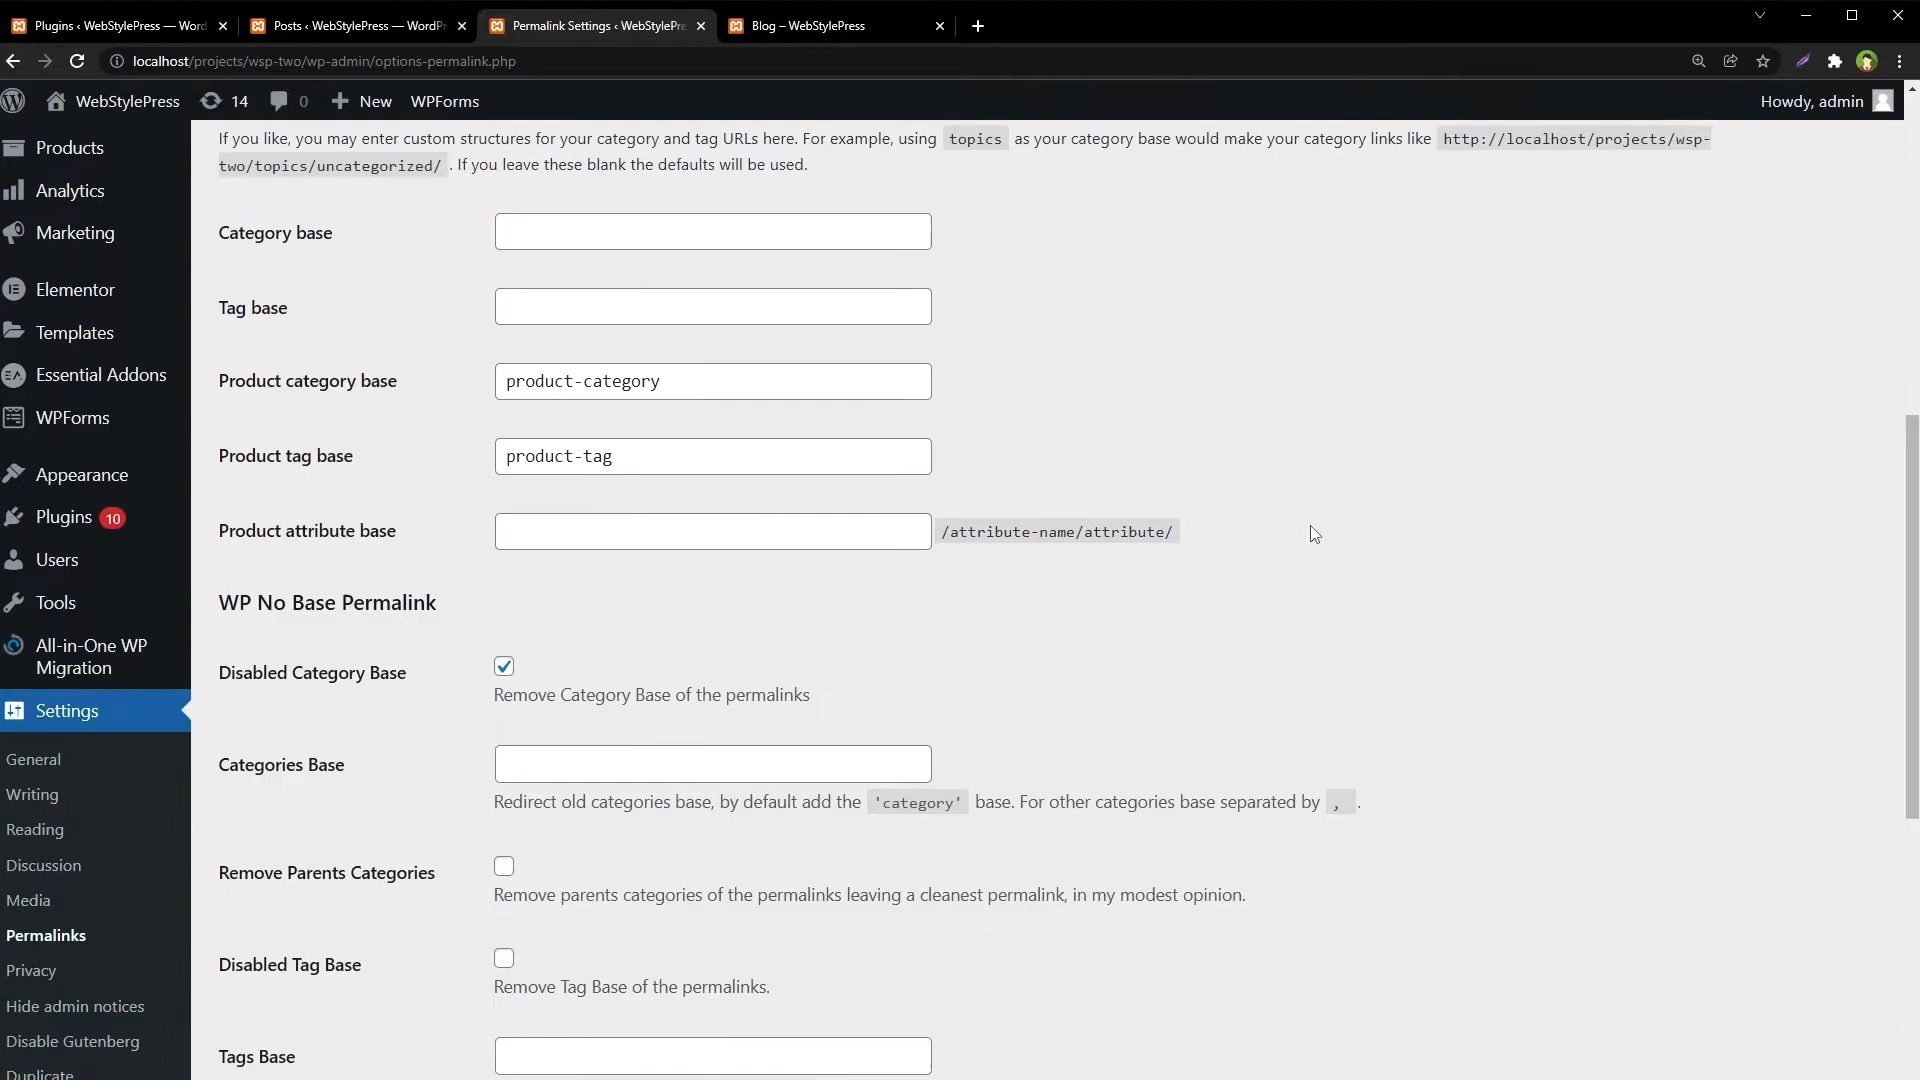 Plugins ‹ WebStylePress — Word
Posts ‹ WebStylePress — WordPr
Permalink Settings ‹ WebStylePre
Blog – WebStylePress
localhost/projects/wsp-two/wp-admin/options-permalink.php
WebStylePress
14
0
New
WPForms
Howdy, admin
Products
Analytics
Marketing
Elementor
Templates
Essential Addons
WPForms
Appearance
Plugins 10
Users
Tools
All-in-One WP
Migration
Settings
General
Writing
Reading
Discussion
Media
Permalinks
Privacy
Hide admin notices
Disable Gutenberg
Duplicate
If you like, you may enter custom structures for your category and tag URLs here. For example, using topics as your category base would make your category links like http://localhost/projects/wsp-
two/topics/uncategorized/ . If you leave these blank the defaults will be used.
Category base
Tag base
Product category base
product-category
Product tag base
product-tag
Product attribute base
/attribute-name/attribute/
WP No Base Permalink
Disabled Category Base
Remove Category Base of the permalinks
Categories Base
Redirect old categories base, by default add the 'category' base. For other categories base separated by , .
Remove Parents Categories
Remove parents categories of the permalinks leaving a cleanest permalink, in my modest opinion.
Disabled Tag Base
Remove Tag Base of the permalinks.
Tags Base